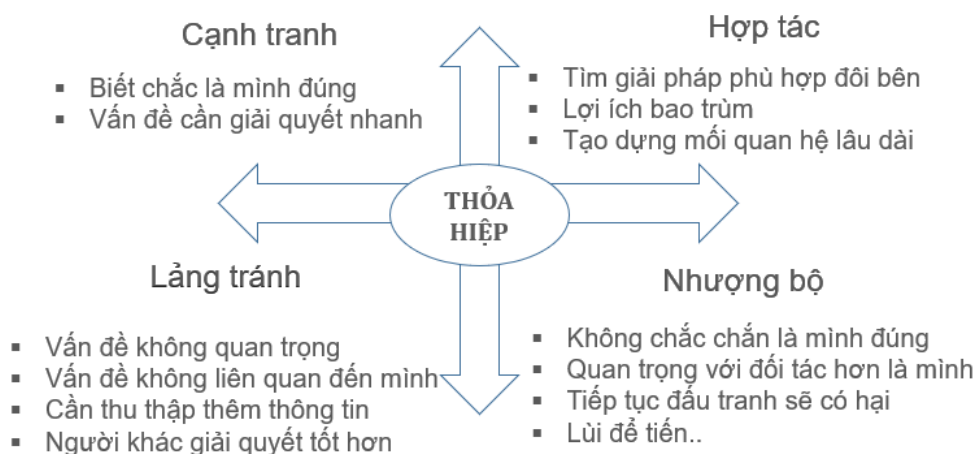 Cạnh tranh
▪ Biết chắc là mình đúng
▪ Vấn đề cần giải quyết nhanh
Hợp tác
▪ Tìm giải pháp phù hợp đôi bên
▪ Lợi ích bao trùm
▪ Tạo dựng mối quan hệ lâu dài
THỎA
HIỆP
Lảng tránh
▪ Vấn đề không quan trọng
▪ Vấn đề không liên quan đến mình
▪ Cần thu thập thêm thông tin
▪ Người khác giải quyết tốt hơn
Nhượng bộ
▪ Không chắc chắn là mình đúng
▪ Quan trọng với đối tác hơn là mình
▪ Tiếp tục đấu tranh sẽ có hại
▪ Lùi để tiến..